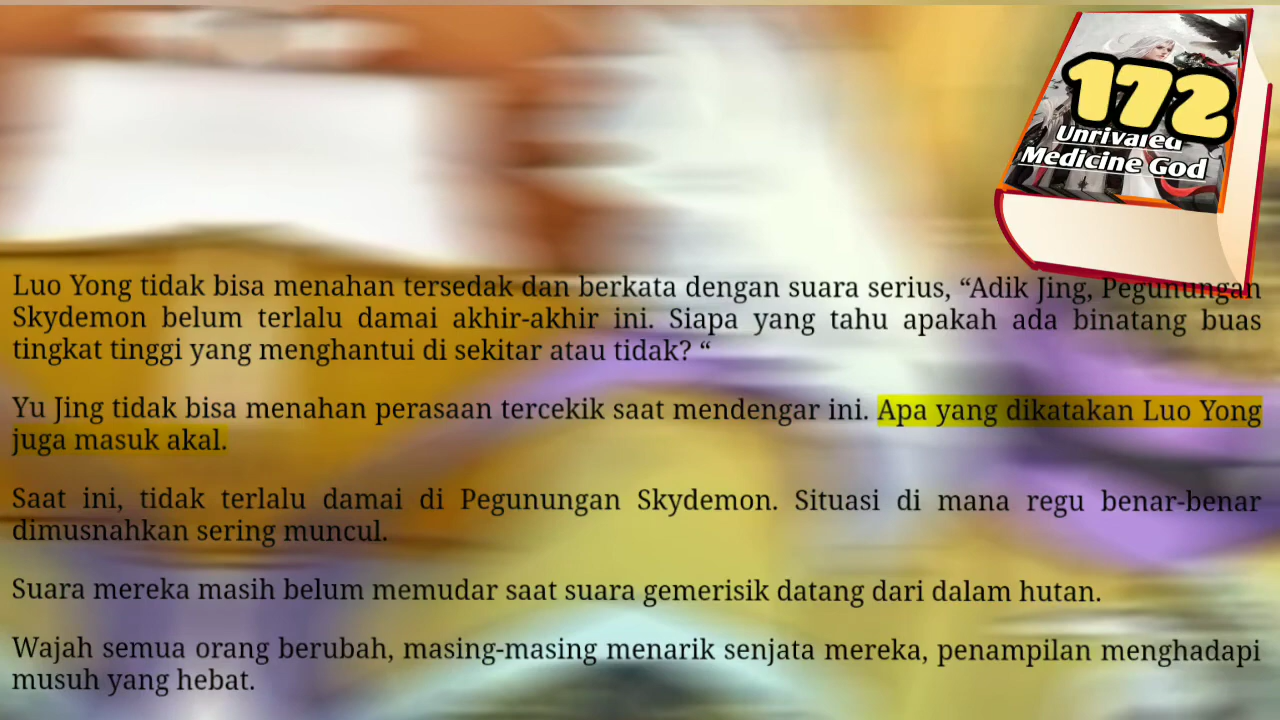 172
Unrivaled
Medicine God
Luo Yong tidak bisa menahan tersedak dan berkata dengan suara serius, “Adik Jing, Pegunungan
Skydemon belum terlalu damai akhir-akhir ini. Siapa yang tahu apakah ada binatang buas
tingkat tinggi yang menghantui di sekitar atau tidak? “
Yu Jing tidak bisa menahan perasaan tercekik saat mendengar ini. Apa yang dikatakan Luo Yong
juga masuk akal.
Saat ini, tidak terlalu damai di Pegunungan Skydemon. Situasi di mana regu benar-benar
dimusnahkan sering muncul.
Suara mereka masih belum memudar saat suara gemerisik datang dari dalam hutan.
Wajah semua orang berubah, masing-masing menarik senjata mereka, penampilan menghadapi
musuh yang hebat.